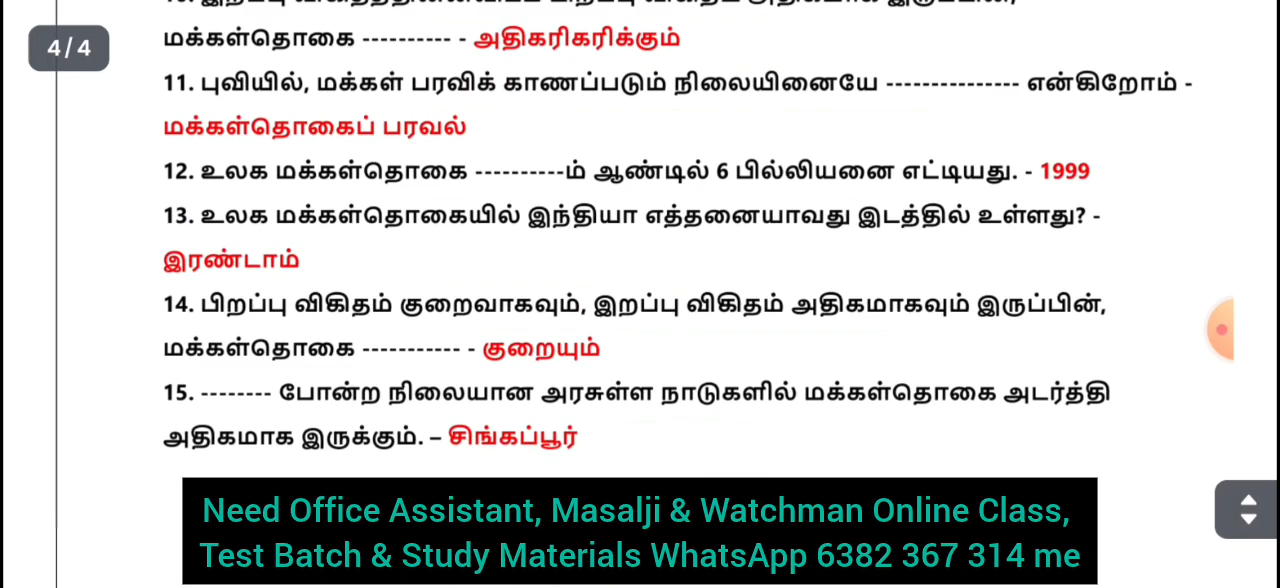 4/4
மக்கள்தொகை ---------- - அதிகரிகரிக்கும்
11. புவியில், மக்கள் பரவிக் காணப்படும் நிலையினையே --------------- என்கிறோம் -
மக்கள்தொகைப் பரவல்
12. உலக மக்கள்தொகை ----------ம் ஆண்டில் 6 பில்லியனை எட்டியது. - 1999
13. உலக மக்கள்தொகையில் இந்தியா எத்தனையாவது இடத்தில் உள்ளது? -
இரண்டாம்
14. பிறப்பு விகிதம் குறைவாகவும், இறப்பு விகிதம் அதிகமாகவும் இருப்பின்,
மக்கள்தொகை ----------- - குறையும்
15. -------- போன்ற நிலையான அரசுள்ள நாடுகளில் மக்கள்தொகை அடர்த்தி
அதிகமாக இருக்கும். – சிங்கப்பூர்
Need Office Assistant, Masalji & Watchman Online Class,
Test Batch & Study Materials WhatsApp 6382 367 314 me